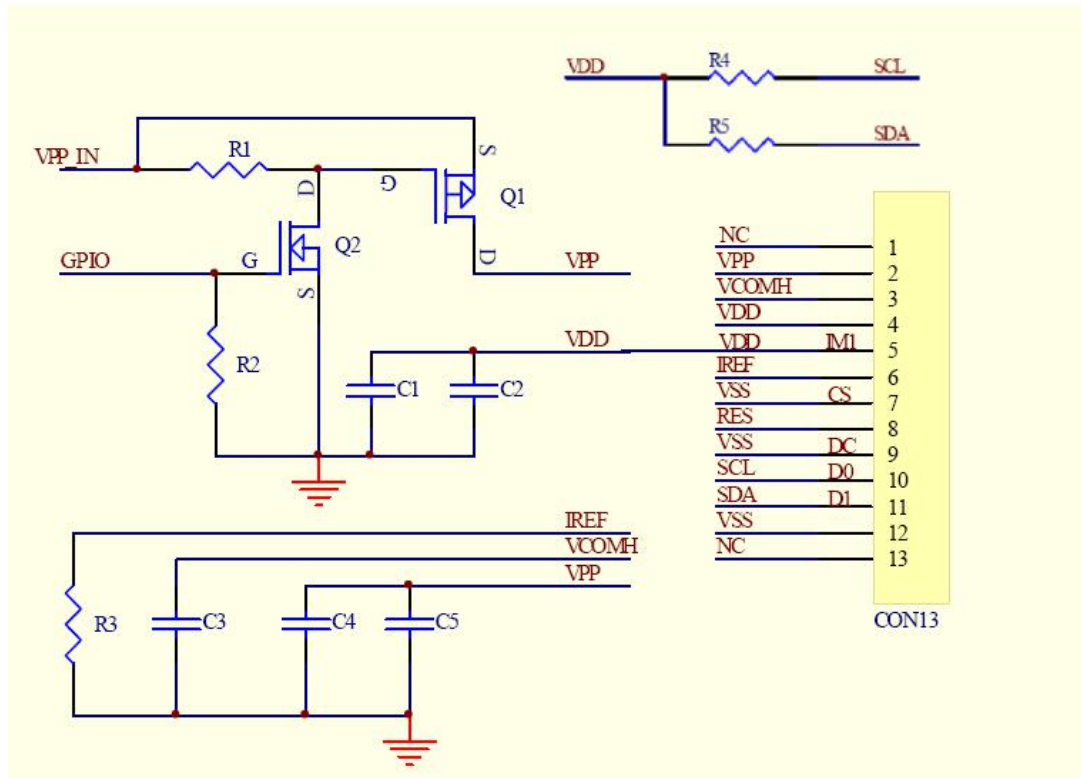 VDD
R4
SCL
R5
SDA
VPP_IN
R1
D
G
S
Q1
D
VPP
GPIO
G
Q2
S
R2
VDD
C1
C2
NC 1
VPP 2
VCOMH 3
VDD 4
VDD IM1 5
IREF 6
VSS CS 7
RES 8
VSS DC 9
SCL D0 10
SDA D1 11
VSS 12
NC 13
CON13
IREF
VCOMH
VPP
R3
C3
C4
C5